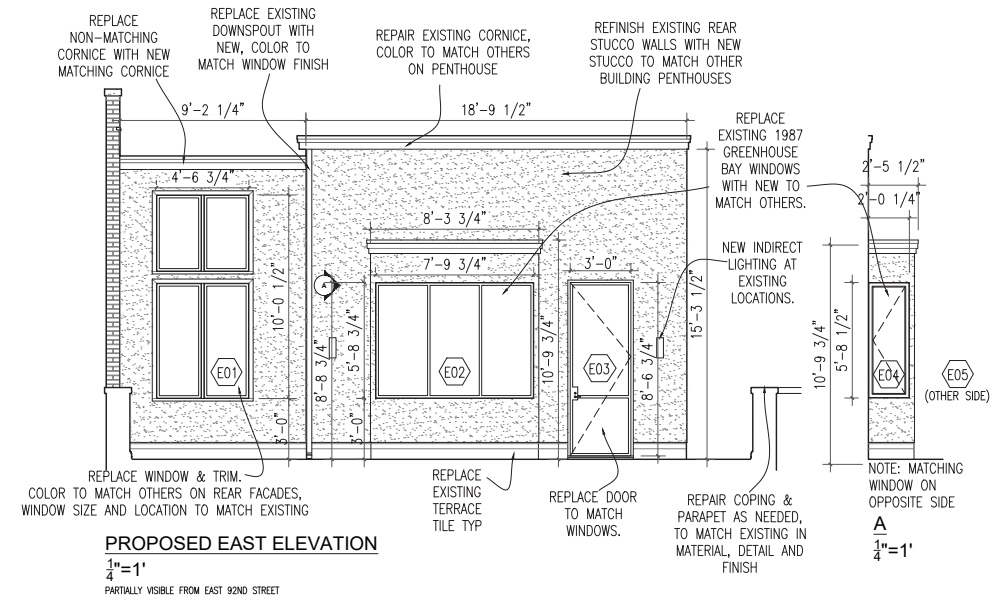 REPLACE
NON-MATCHING
CORNICE WITH NEW
MATCHING CORNICE
REPLACE EXISTING
DOWNSPOUT WITH
NEW, COLOR TO
MATCH WINDOW FINISH
REPAIR EXISTING CORNICE,
COLOR TO MATCH OTHERS
ON PENTHOUSE
REFINISH EXISTING REAR
STUCCO WALLS WITH NEW
STUCCO TO MATCH OTHER
BUILDING PENTHOUSES
9'-2 1/4"
18'-9 1/2"
REPLACE
EXISTING 1987
GREENHOUSE
BAY WINDOWS
WITH NEW TO
MATCH OTHERS.
2'-5 1/2"
2'-0 1/4"
4'-6 3/4"
8'-3 3/4"
7'-9 3/4"
3'-0"
NEW INDIRECT
LIGHTING AT
EXISTING
LOCATIONS.
A
10'-0 1/2"
3'-0"
8'-8 3/4"
5'-8 3/4"
3'-0"
10'-9 3/4"
8'-6 3/4"
15'-3 1/2"
10'-9 3/4"
5'-8 1/2"
E01
E02
E03
E04
E05
(OTHER SIDE)
REPLACE WINDOW & TRIM.
COLOR TO MATCH OTHERS ON REAR FACADES,
WINDOW SIZE AND LOCATION TO MATCH EXISTING
REPLACE
EXISTING
TERRACE
TILE TYP
REPLACE DOOR
TO MATCH
WINDOWS.
REPAIR COPING &
PARAPET AS NEEDED,
TO MATCH EXISTING IN
MATERIAL, DETAIL AND
FINISH
NOTE: MATCHING
WINDOW ON
OPPOSITE SIDE
A
1/4"=1'
PROPOSED EAST ELEVATION
1/4"=1'
PARTIALLY VISIBLE FROM EAST 92ND STREET